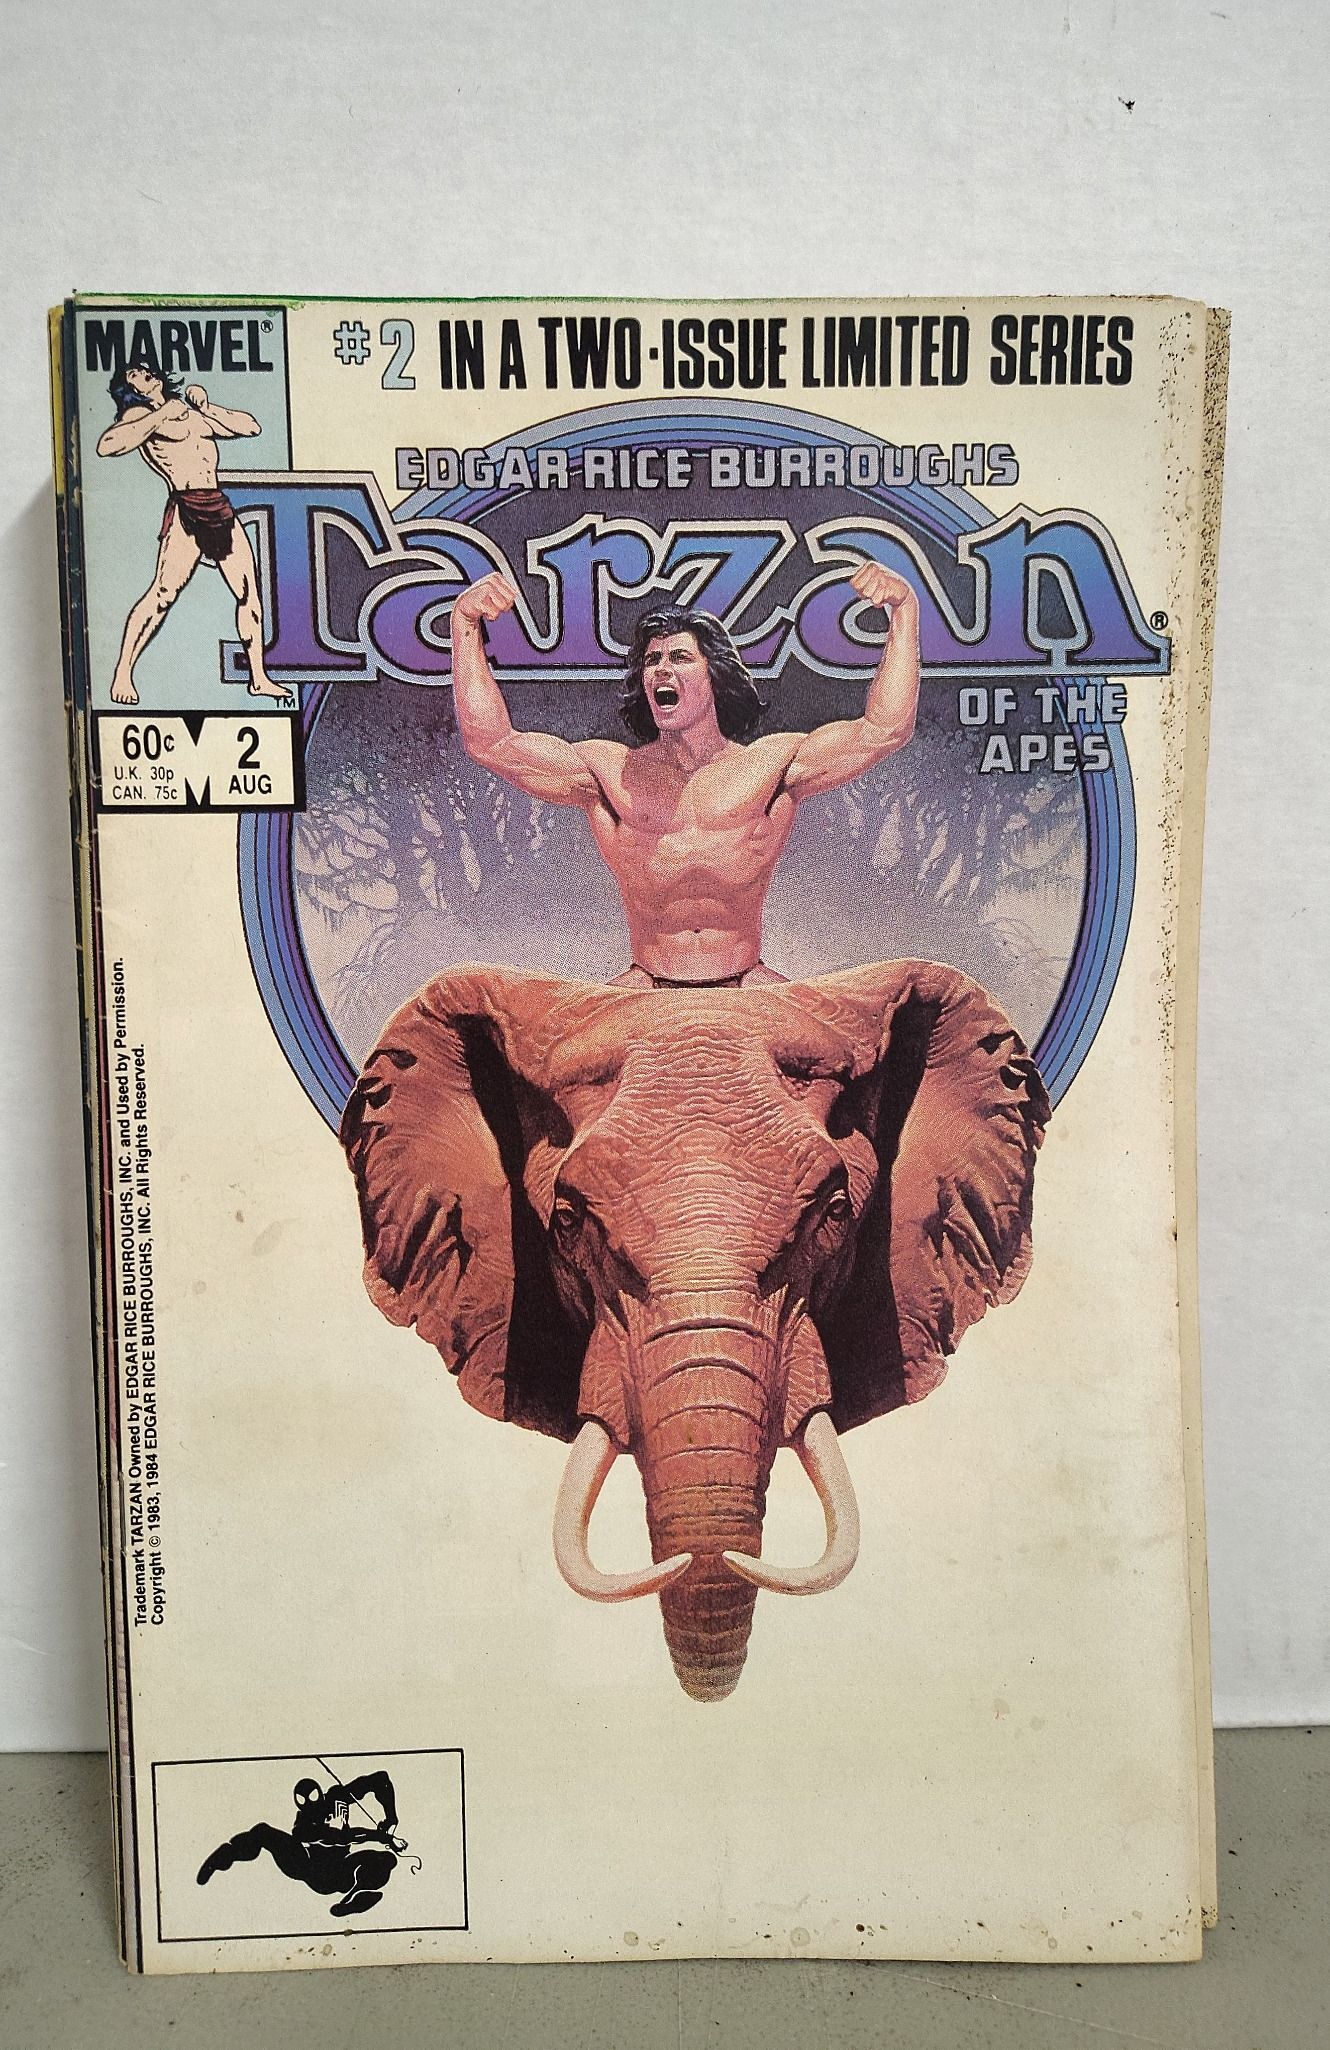 MARVEL®
#2 IN A TWO-ISSUE LIMITED SERIES
EDGAR RICE BURROUGHS
Tarzan®
OF THE
APES
TM
60¢
U.K. 30p
CAN. 75¢
2
AUG
Trademark TARZAN Owned by EDGAR RICE BURROUGHS, INC. and Used by Permission.
Copyright © 1983, 1984 EDGAR RICE BURROUGHS, INC. All Rights Reserved.